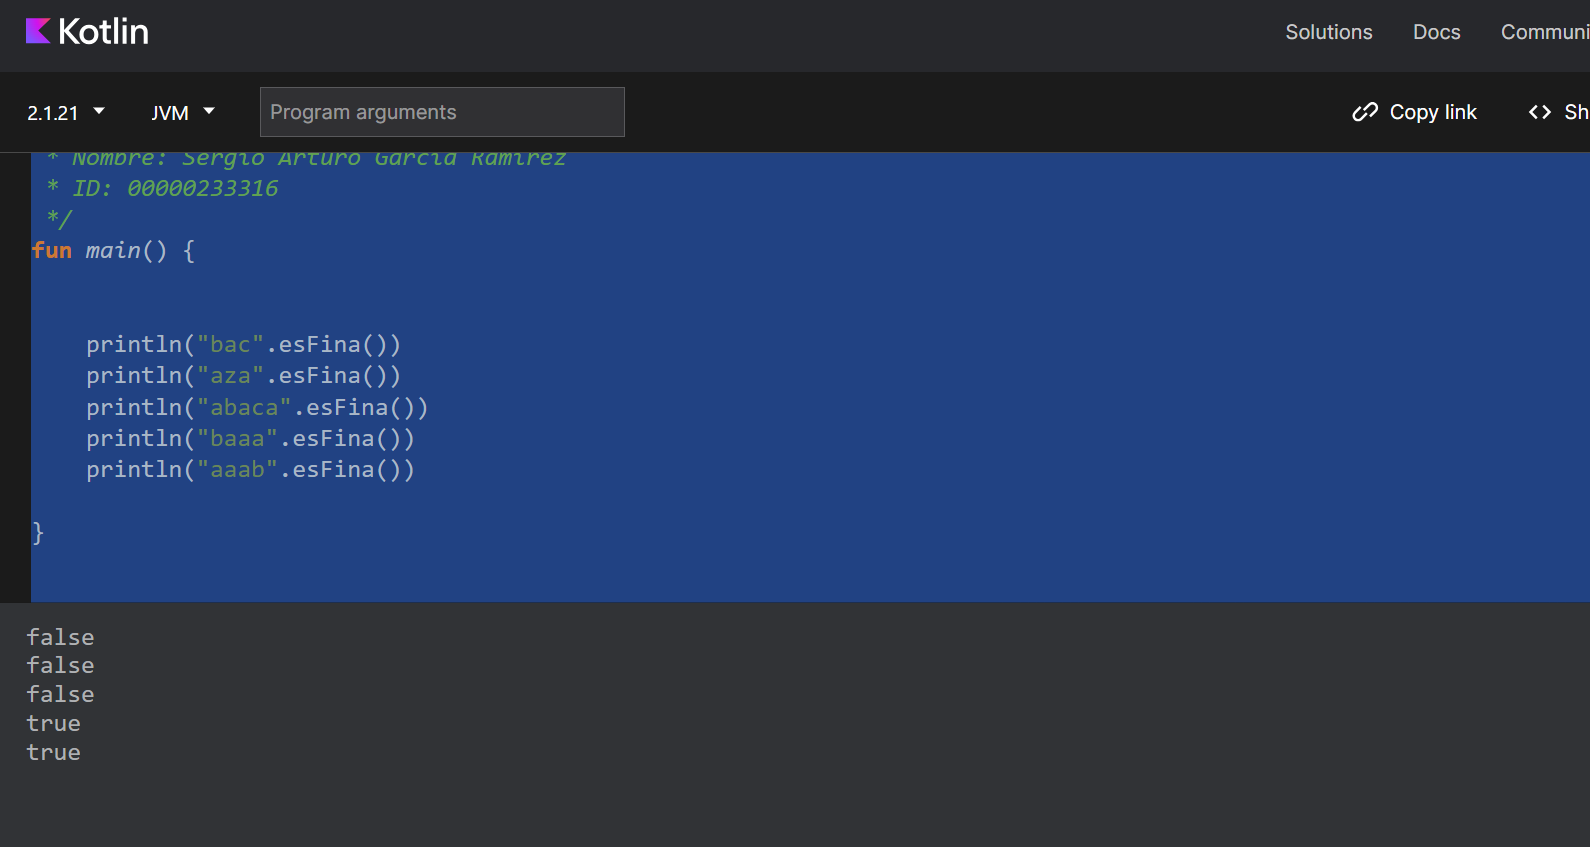 Kotlin
Solutions Docs Communi
2.1.21 JVM Program arguments Copy link <> Sh
* Nombre: Sergio Arturo García Ramírez
* ID: 00000233316
*/
fun main() {
println("bac".esFina())
println("aza".esFina())
println("abaca".esFina())
println("baaa".esFina())
println("aaab".esFina())
}
false
false
false
true
true